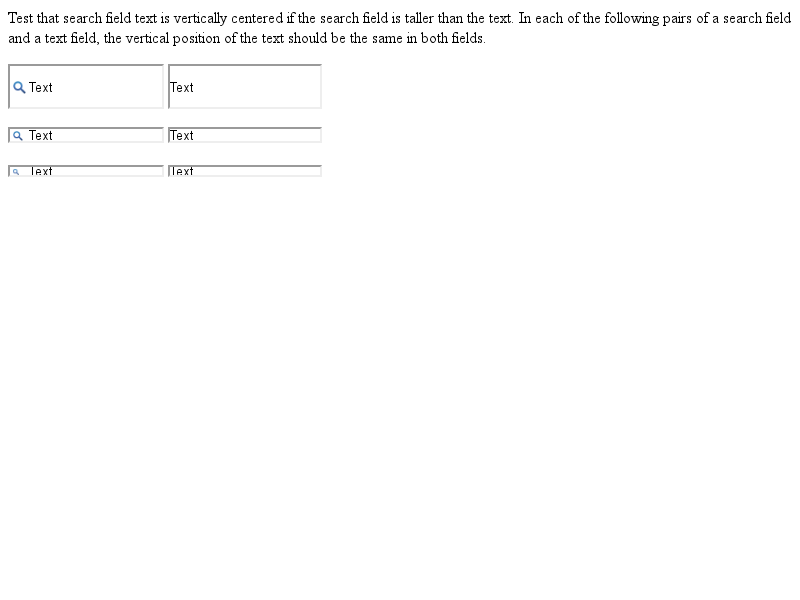 Test that search field text is vertically centered if the search field is taller than the text. In each of the following pairs of a search field
and a text field, the vertical position of the text should be the same in both fields.
Text Text
Text Text
Text Text